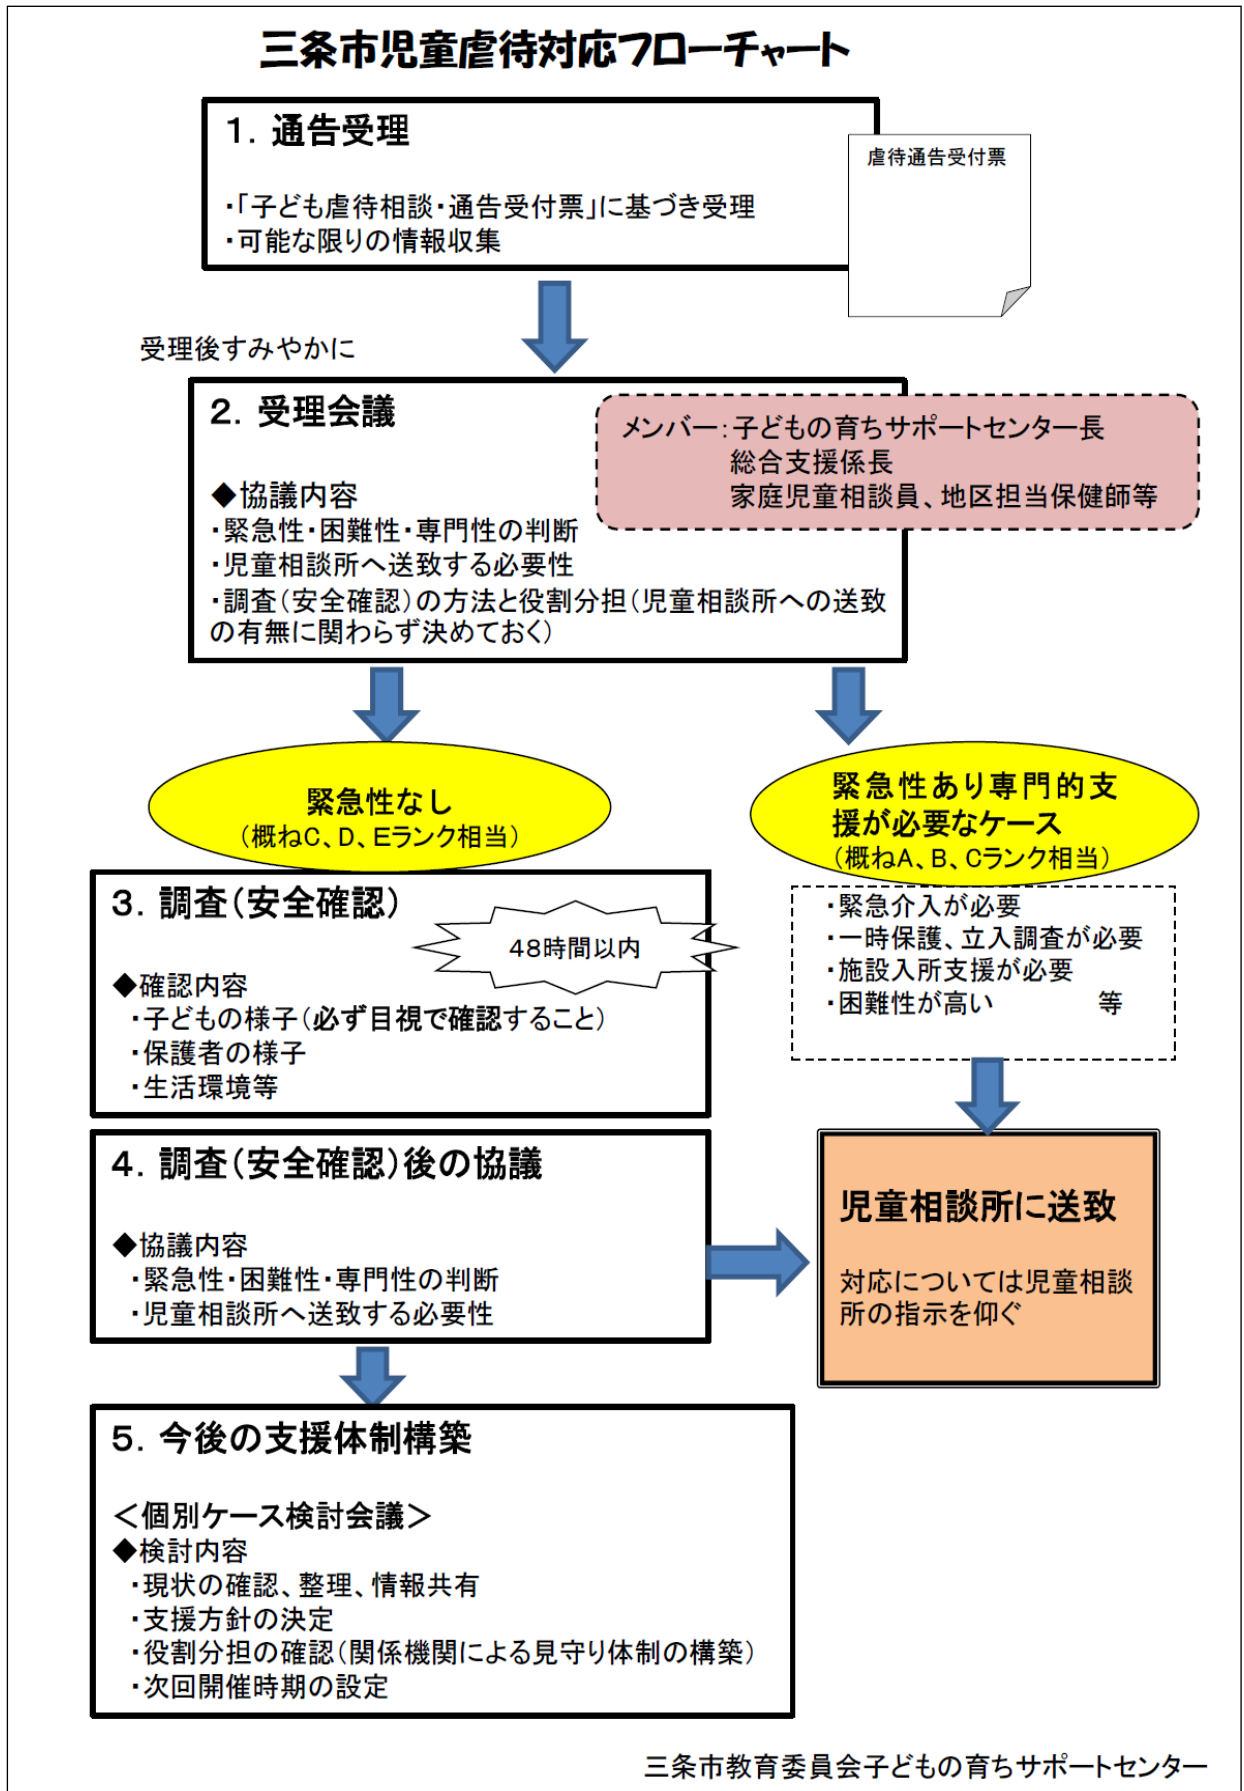 三条市児童虐待対応フローチャート
１．通告受理
・「子ども虐待相談・通告受付票」に基づき受理
・可能な限りの情報収集
虐待通告受付票
受理後すみやかに
２．受理会議
メンバー：子どもの育ちサポートセンター長
総合支援係長
家庭児童相談員、地区担当保健師等
◆協議内容
・緊急性・困難性・専門性の判断
・児童相談所へ送致する必要性
・調査（安全確認）の方法と役割分担（児童相談所への送致
の有無に関わらず決めておく）
緊急性なし
（概ねＣ、Ｄ、Ｅランク相当）
緊急性あり専門的支
援が必要なケース
（概ねＡ、Ｂ、Ｃランク相当）
３．調査（安全確認）
４８時間以内
◆確認内容
・子どもの様子（必ず目視で確認すること）
・保護者の様子
・生活環境等
・緊急介入が必要
・一時保護、立入調査が必要
・施設入所支援が必要
・困難性が高い　　　　等
４．調査（安全確認）後の協議
◆協議内容
・緊急性・困難性・専門性の判断
・児童相談所へ送致する必要性
児童相談所に送致
対応については児童相談
所の指示を仰ぐ
５．今後の支援体制構築
＜個別ケース検討会議＞
◆検討内容
・現状の確認、整理、情報共有
・支援方針の決定
・役割分担の確認（関係機関による見守り体制の構築）
・次回開催時期の設定
三条市教育委員会子どもの育ちサポートセンター